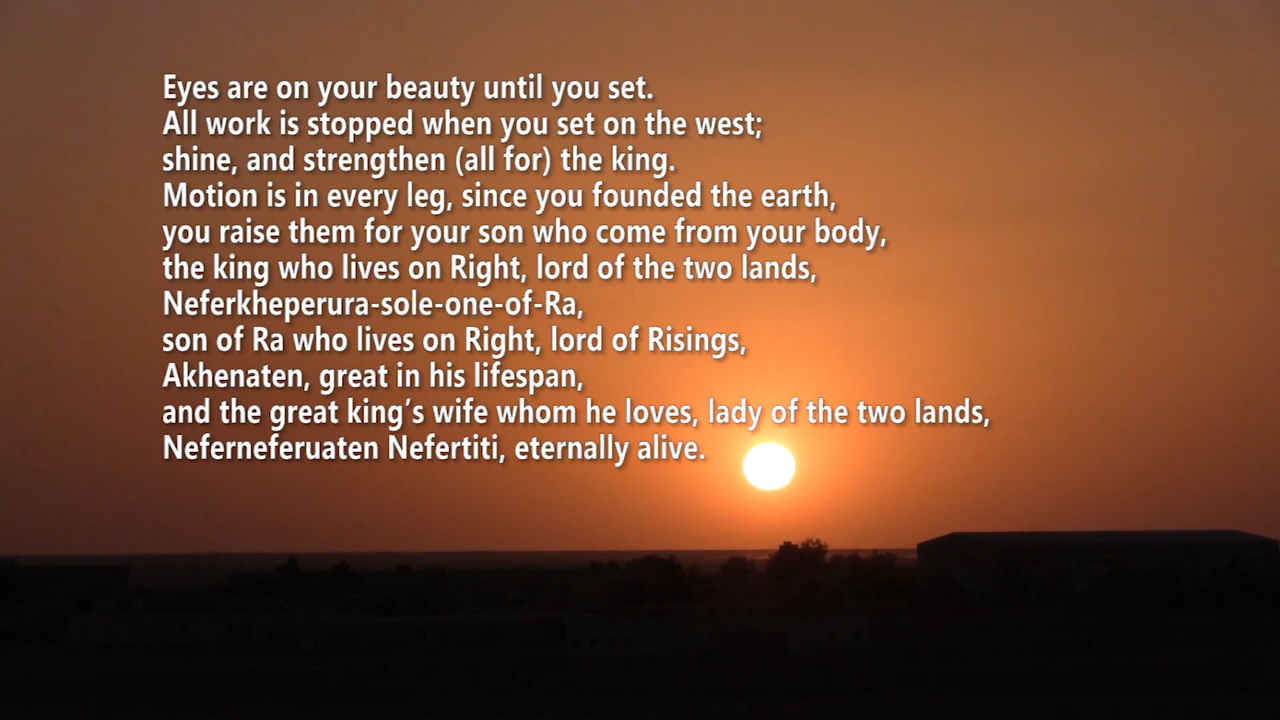 Eyes are on your beauty until you set.
All work is stopped when you set on the west;
shine, and strengthen (all for) the king.
Motion is in every leg, since you founded the earth,
you raise them for your son who come from your body,
the king who lives on Right, lord of the two lands,
Neferkheperura-sole-one-of-Ra,
son of Ra who lives on Right, lord of Risings,
Akhenaten, great in his lifespan,
and the great king’s wife whom he loves, lady of the two lands,
Neferneferuaten Nefertiti, eternally alive.